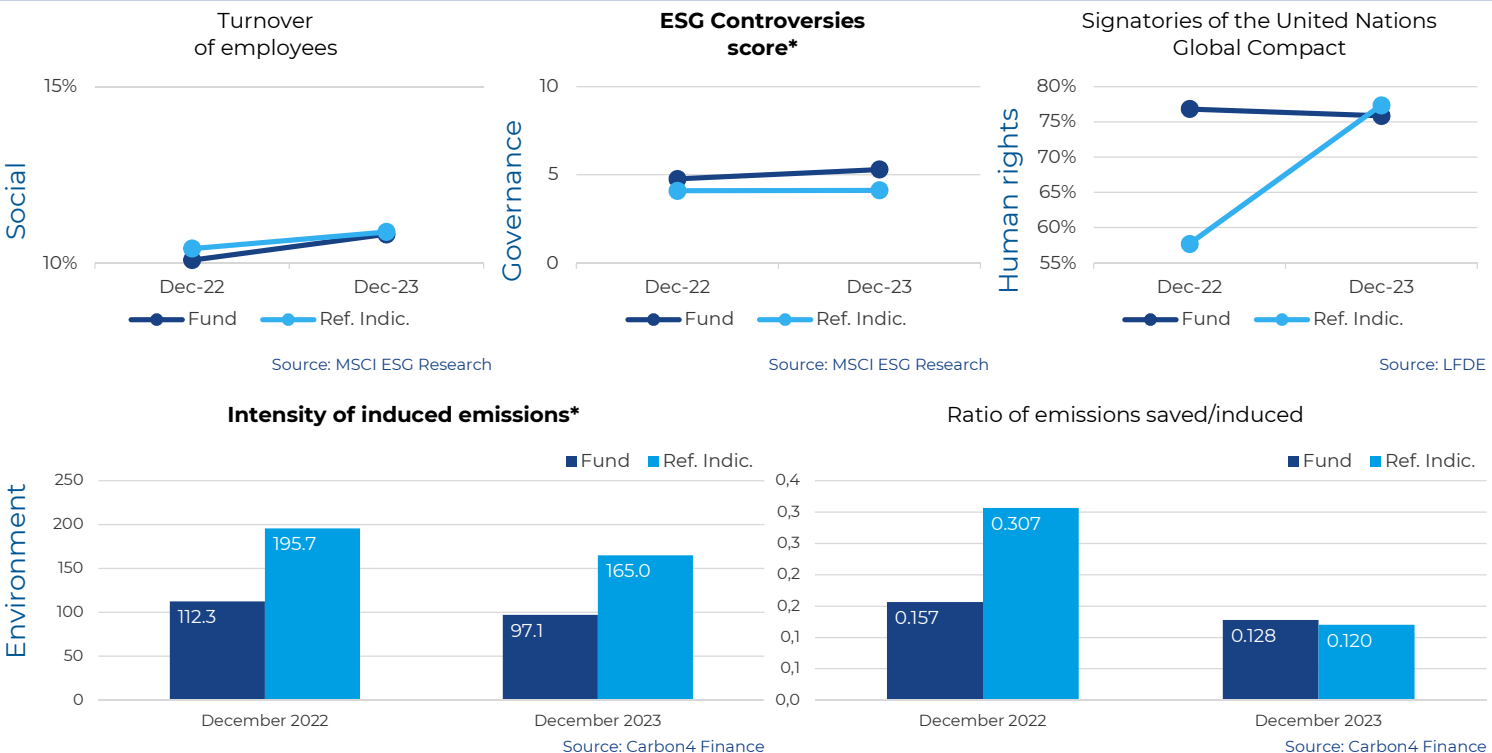 Turnover
of employees
15%
10%
Social
Dec-22
Dec-23
Fund
Ref. Indic.
Source: MSCI ESG Research
ESG Controversies
score*
10
5
0
Governance
Dec-22
Dec-23
Fund
Ref. Indic.
Source: MSCI ESG Research
Signatories of the United Nations
Global Compact
80%
75%
70%
65%
60%
55%
Human rights
Dec-22
Dec-23
Fund
Ref. Indic.
Source: LFDE
Intensity of induced emissions*
Fund
Ref. Indic.
250
200
150
100
50
0
Environment
112.3
195.7
97.1
165.0
December 2022
December 2023
Source: Carbon4 Finance
Ratio of emissions saved/induced
Fund
Ref. Indic.
0,4
0,3
0,3
0,2
0,2
0,1
0,1
0,0
0.157
0.307
0.128
0.120
December 2022
December 2023
Source: Carbon4 Finance